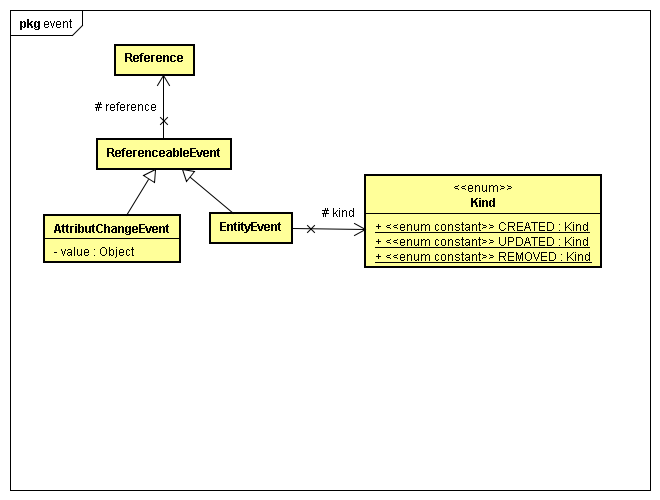 pkg event
Reference
# reference
ReferenceableEvent
AttributChangeEvent
- value : Object
EntityEvent
# kind
<<enum>>
Kind
+ <<enum constant>> CREATED : Kind
+ <<enum constant>> UPDATED : Kind
+ <<enum constant>> REMOVED : Kind